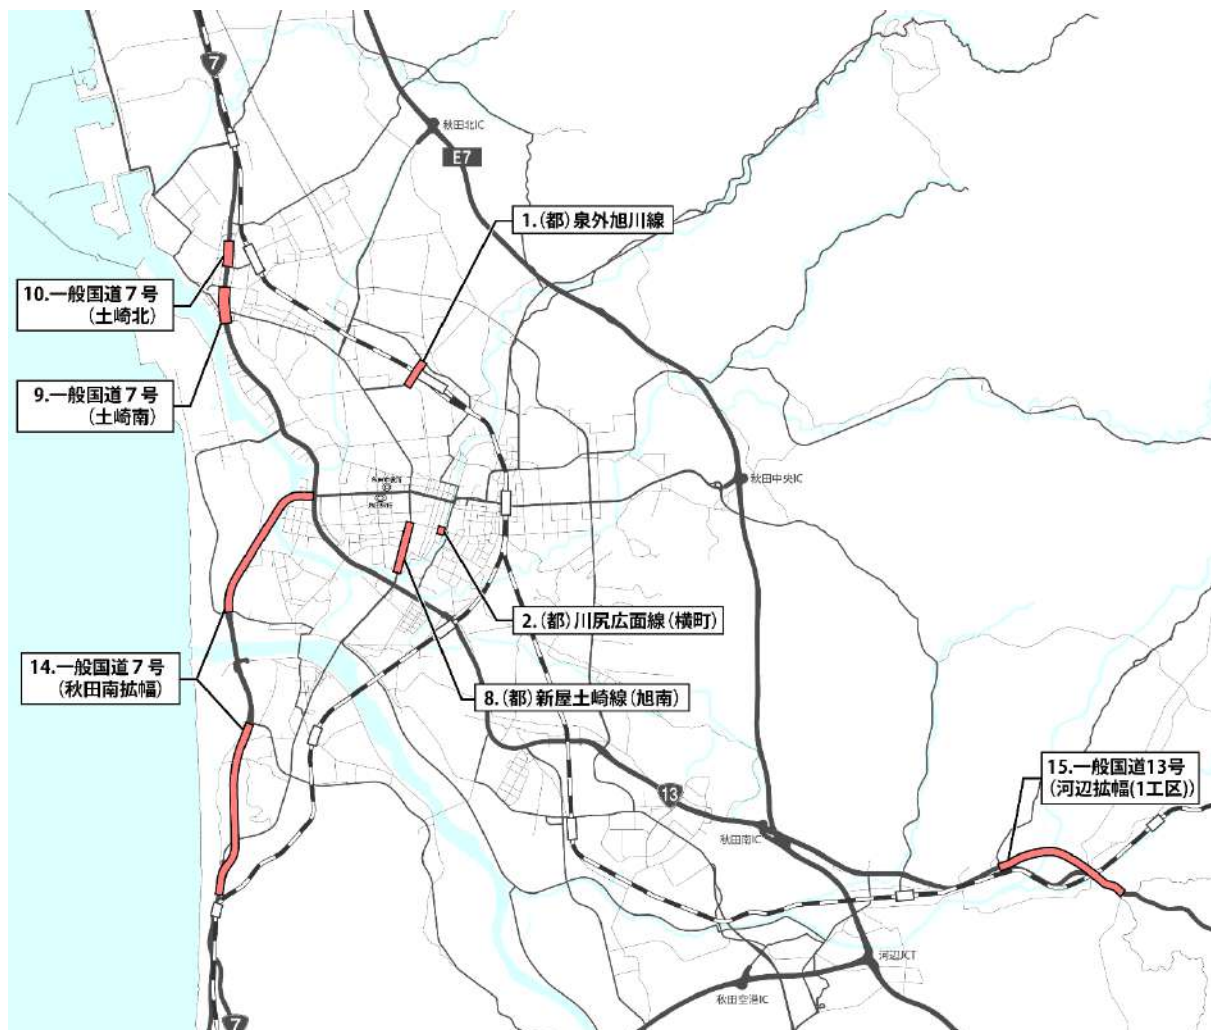 7
秋田北IC
E7
1.(都)泉外旭川線
10.一般国道7号
(土崎北)
9.一般国道7号
(土崎南)
秋田中央IC
2.(都)川尻広面線(横町)
14.一般国道7号
(秋田南拡幅)
8.(都)新屋土崎線(旭南)
15.一般国道13号
(河辺拡幅(1工区))
13
秋田南IC
河辺JCT
秋田空港IC
7